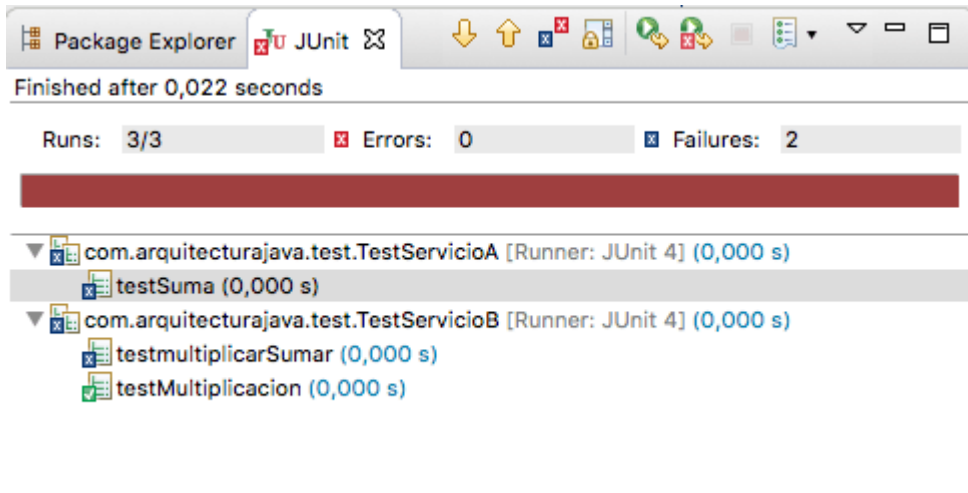 Package Explorer JUnit
Finished after 0,022 seconds
Runs: 3/3 Errors: 0 Failures: 2
com.arquitecturajava.test.TestServicioA [Runner: JUnit 4] (0,000 s)
testSuma (0,000 s)
com.arquitecturajava.test.TestServicioB [Runner: JUnit 4] (0,000 s)
testmultiplicarSumar (0,000 s)
testMultiplicacion (0,000 s)